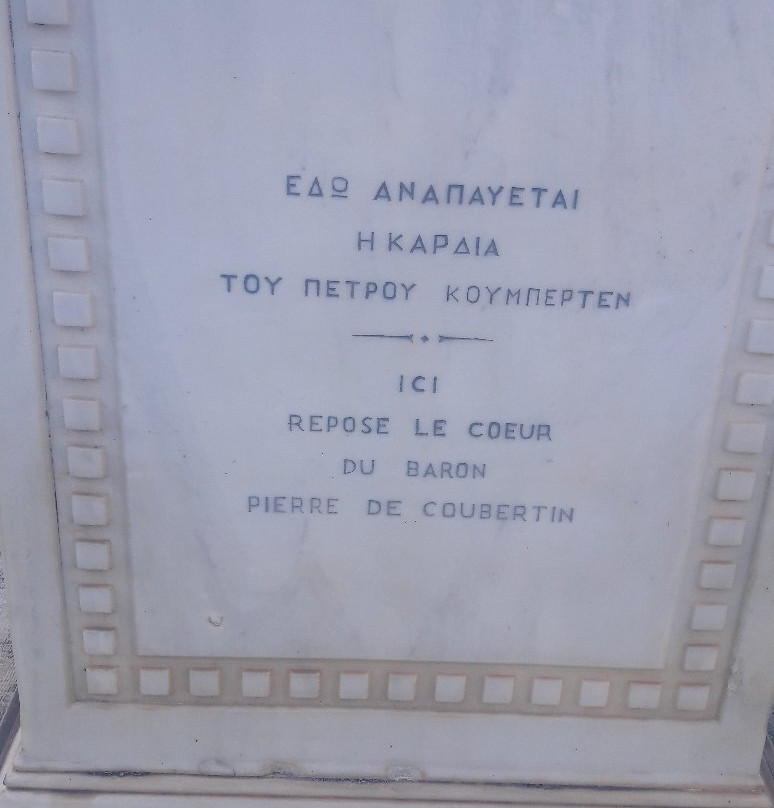 ΕΔΩ ΑΝΑΠΑΥΕΤΑΙ
Η ΚΑΡΔΙΑ
ΤΟΥ ΠΕΤΡΟΥ ΚΟΥΜΠΕΡΤΕΝ
ICI
REPOSE LE COEUR
DU BARON
PIERRE DE COUBERTIN